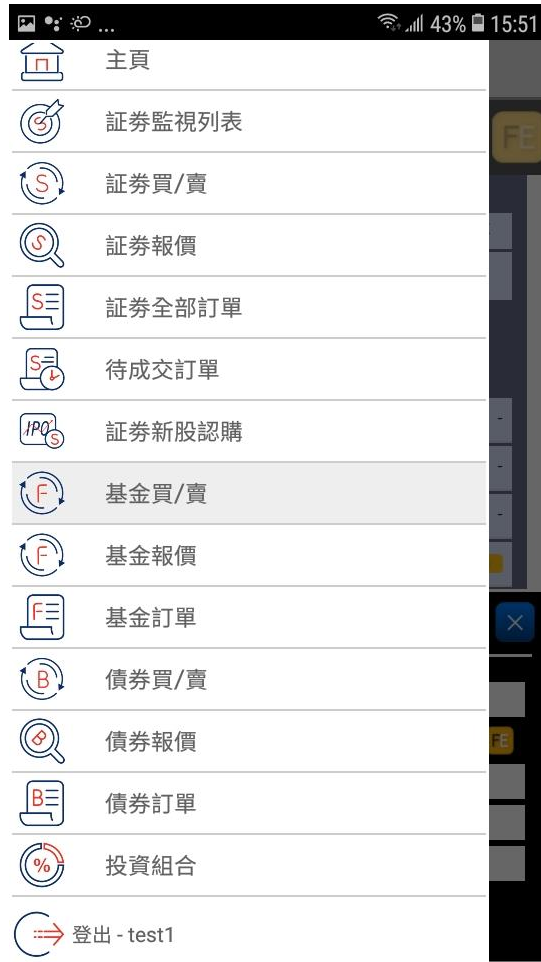 ... 43% 15:51
主頁
証券監視列表
FE
証券買/賣
証券報價
証券全部訂單
待成交訂單
証券新股認購
基金買/賣
基金報價
基金訂單
債券買/賣
債券報價
FE
債券訂單
投資組合
登出 - test1